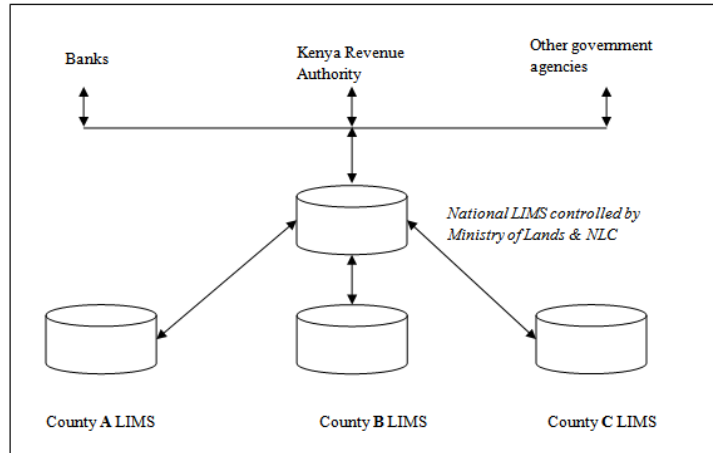 Banks
Kenya Revenue
Authority
Other government
agencies
National LIMS controlled by
Ministry of Lands & NLC
County A LIMS
County B LIMS
County C LIMS